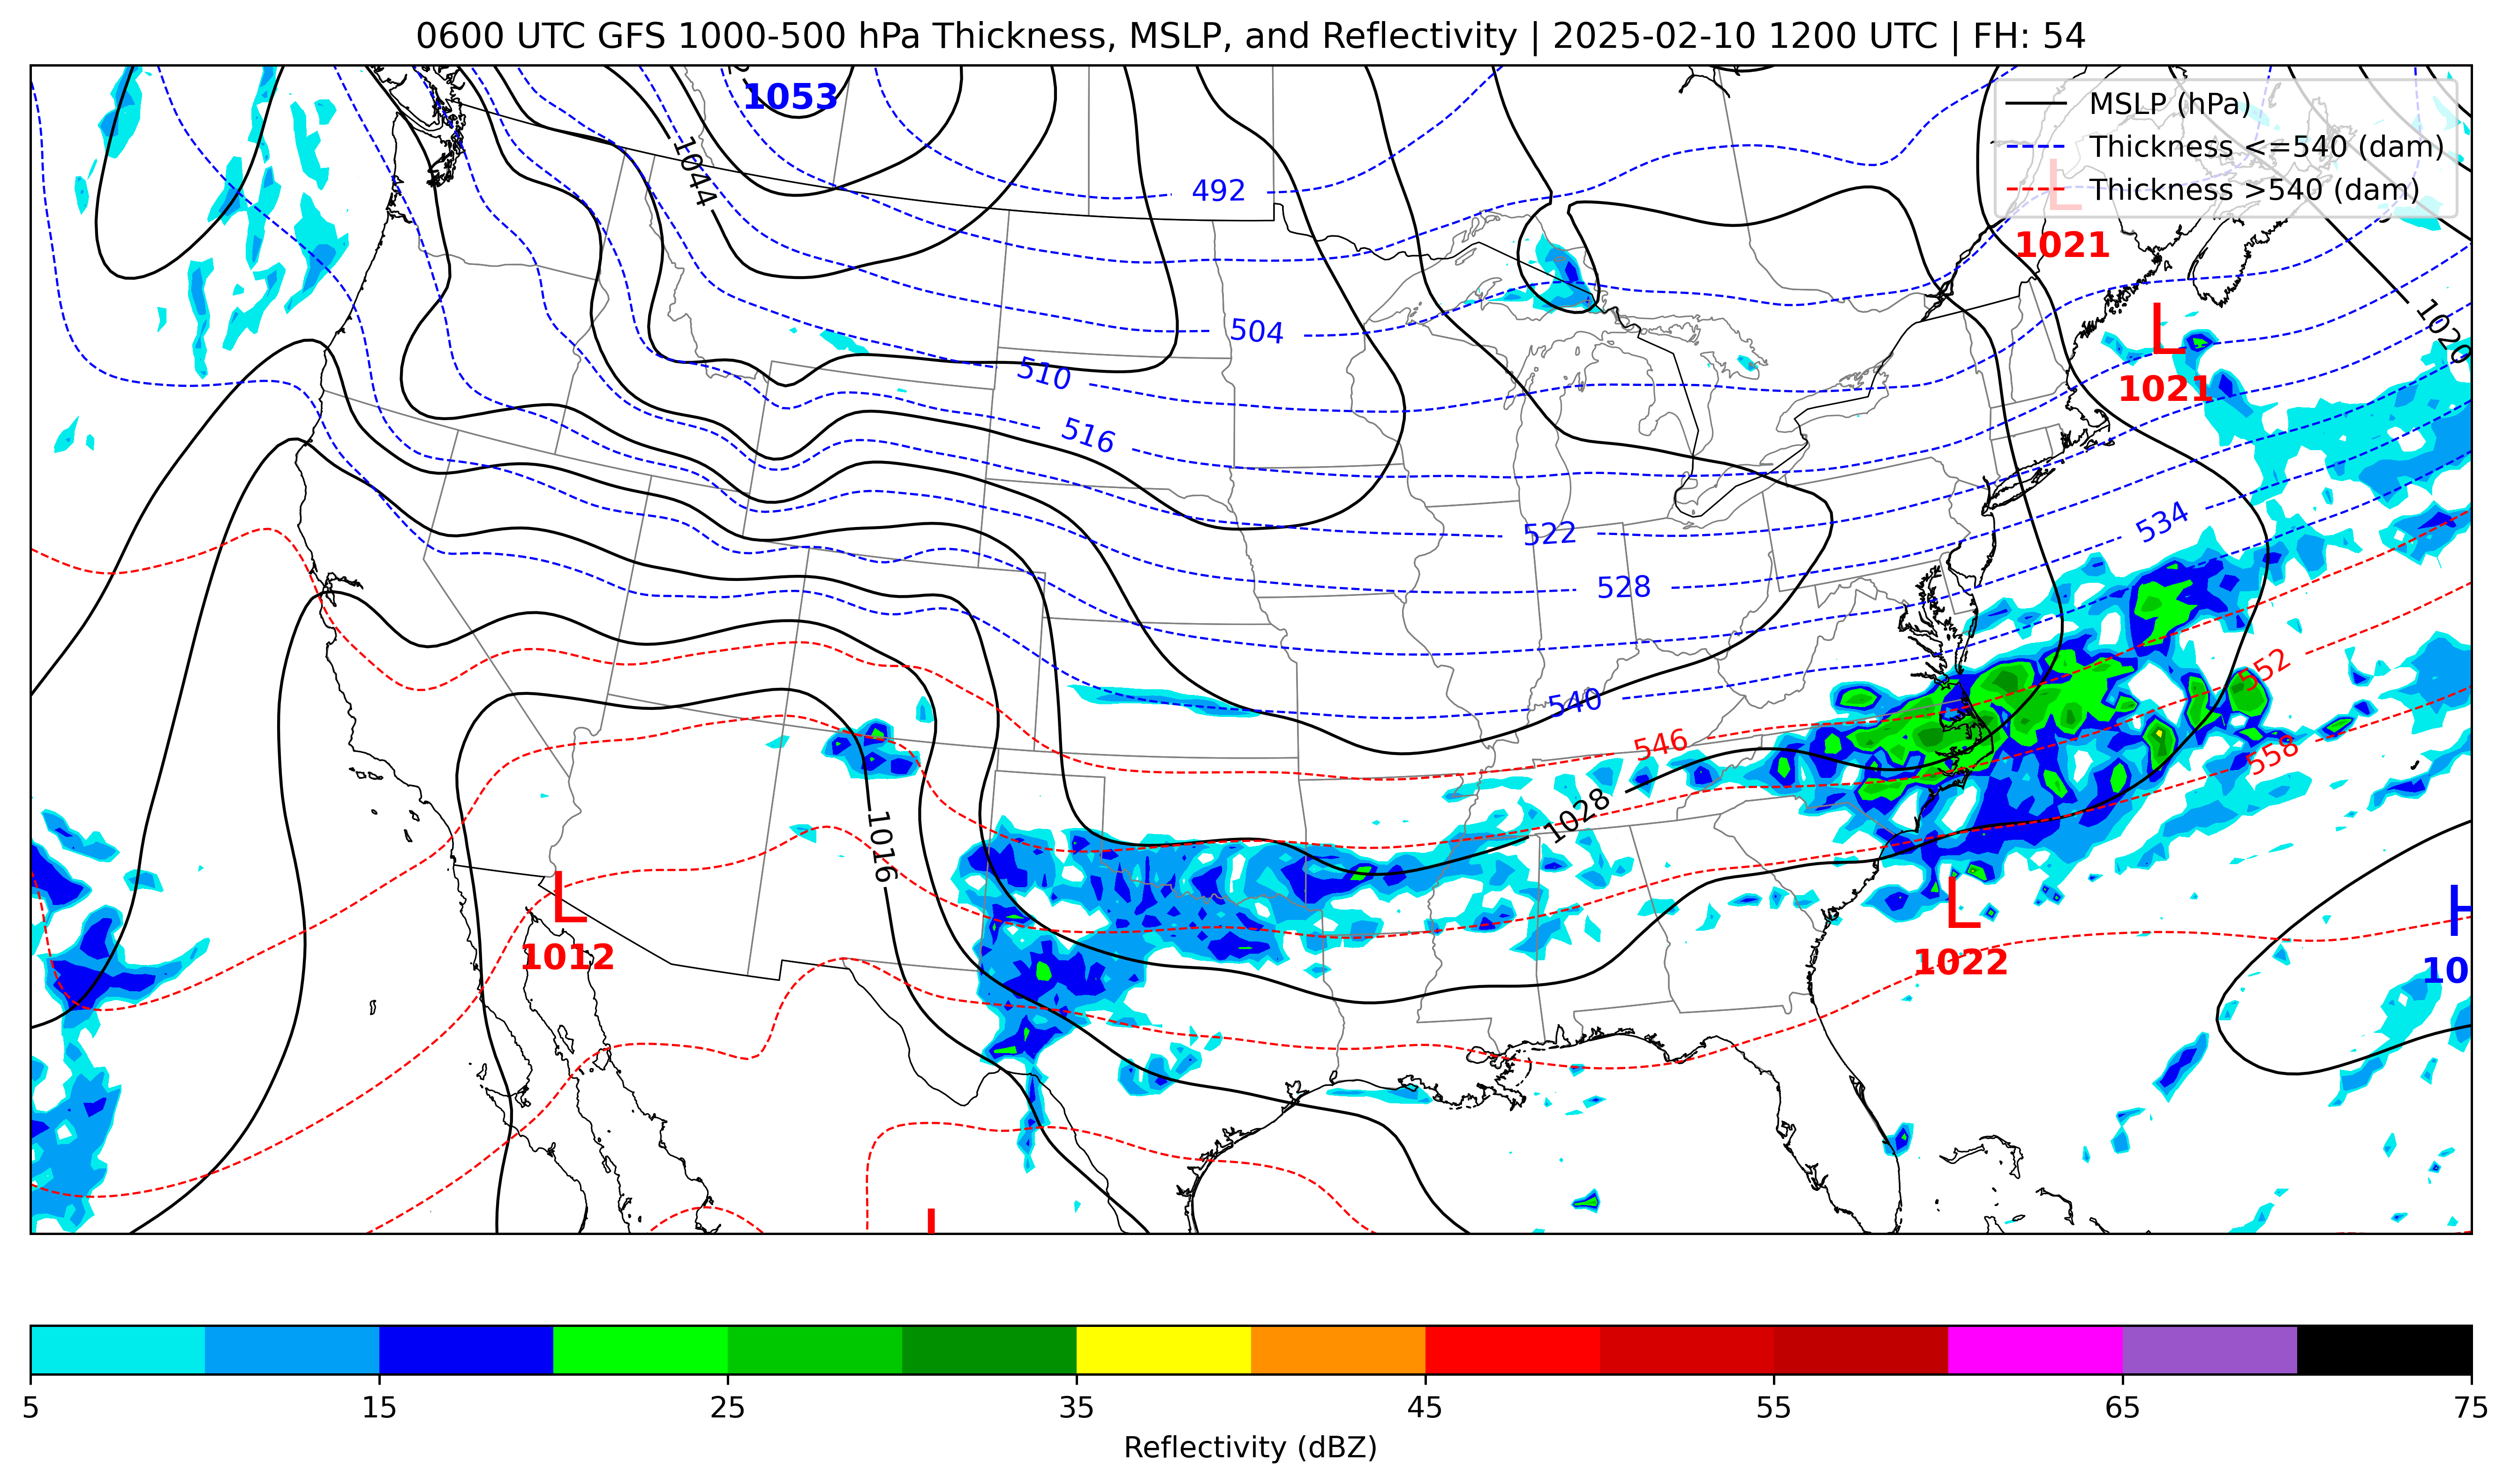 0600 UTC GFS 1000-500 hPa Thickness, MSLP, and Reflectivity | 2025-02-10 1200 UTC | FH: 54
1053
MSLP (hPa)
Thickness <=540 (dam)
Thickness >540 (dam)
1044
492
L
1021
504
L
1020
510
1021
516
522
534
528
552
540
546
558
1028
1016
L
1012
L
1022
H
10
L
5 15 25 35 45 55 65 75
Reflectivity (dBZ)